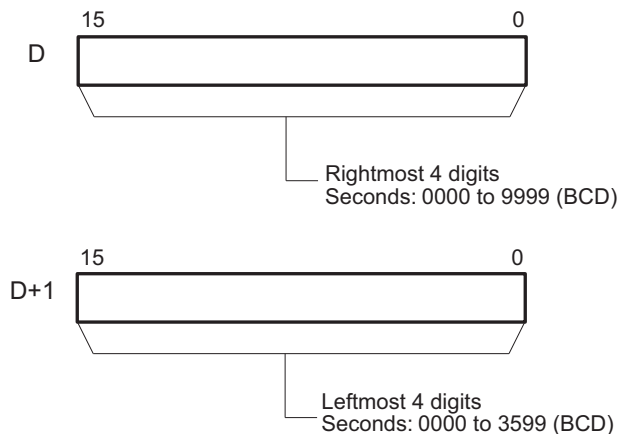 15 0
D
Rightmost 4 digits
Seconds: 0000 to 9999 (BCD)
15 0
D+1
Leftmost 4 digits
Seconds: 0000 to 3599 (BCD)